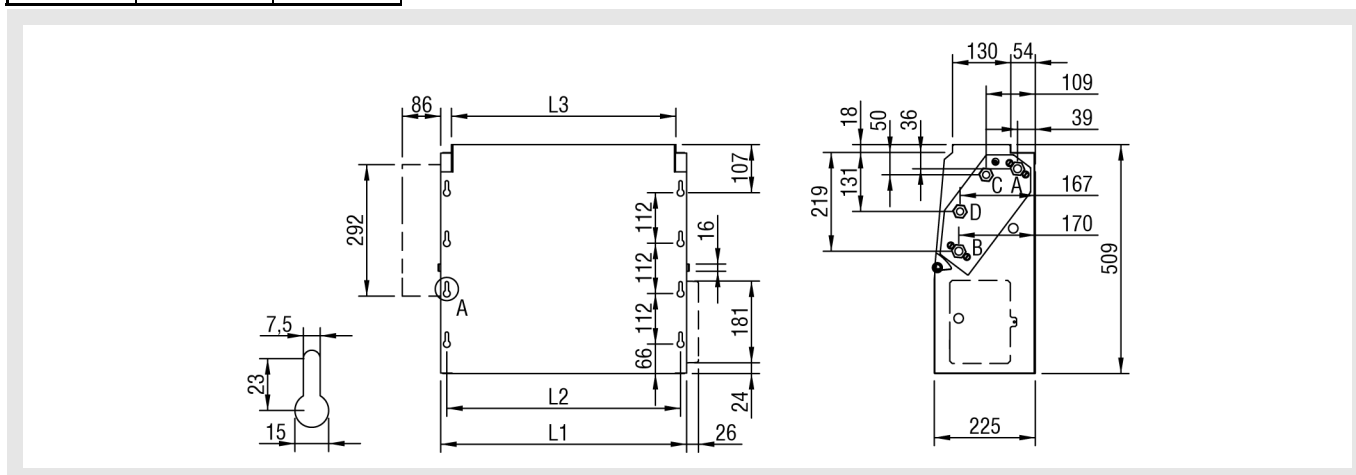 130 54
86 L3 109
18 50 36 39
107
C A
292 112 219 131 167
16 D
112 170
B 509
A
7,5 112 181
23 66
L2 24
15 L1 26 225